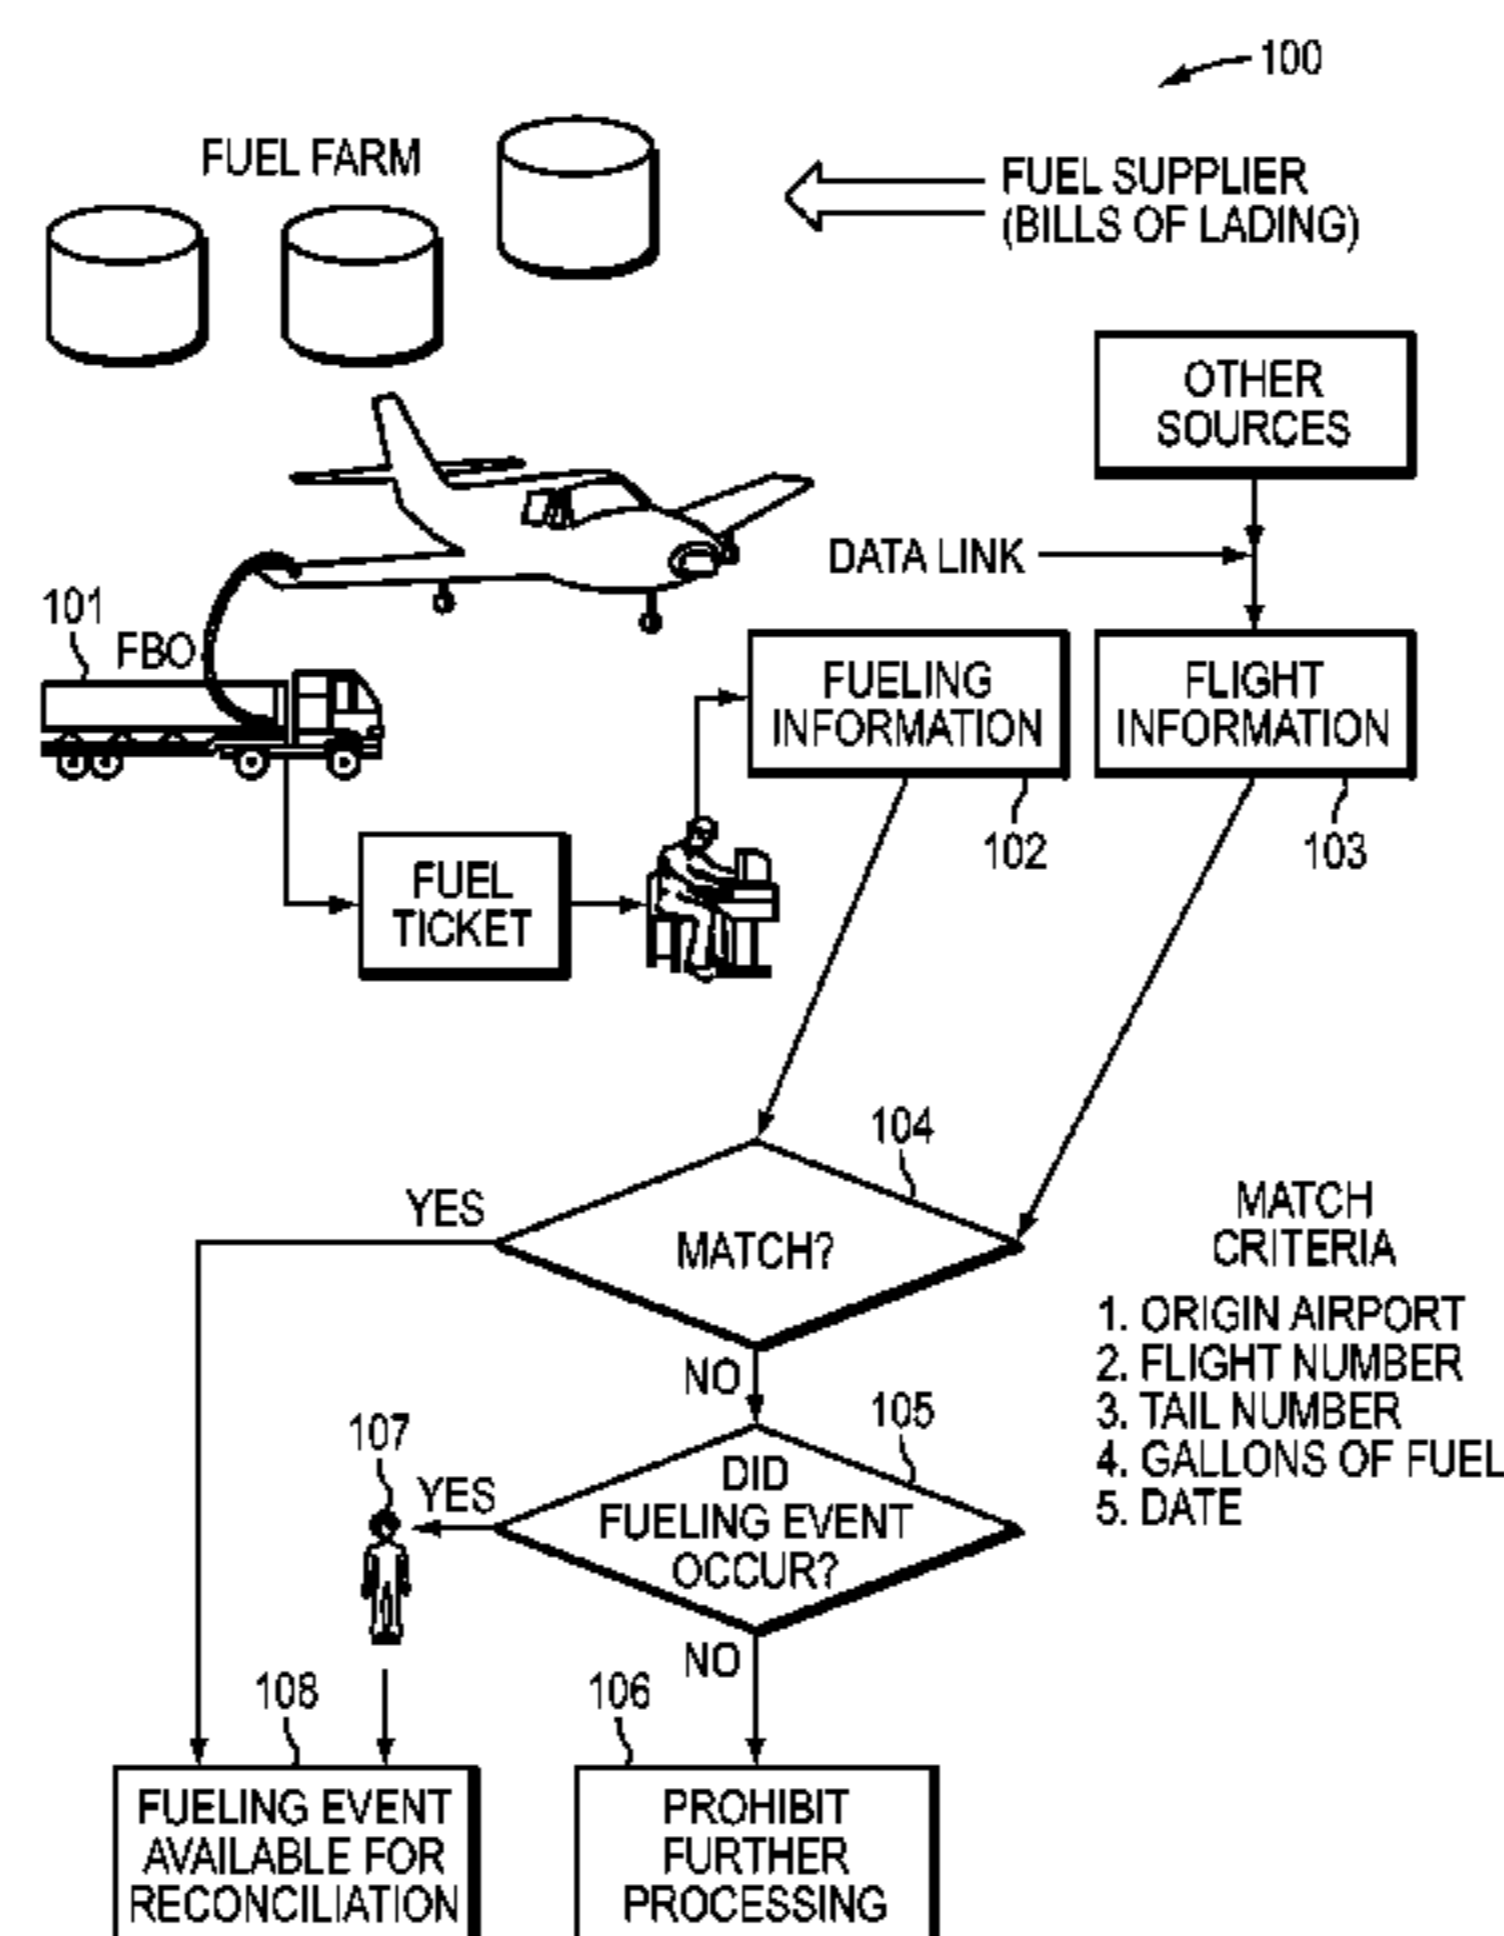 100
FUEL FARM
FUEL SUPPLIER
(BILLS OF LADING)
OTHER
SOURCES
DATA LINK
101
FBO
FUELING
INFORMATION
FLIGHT
INFORMATION
102
103
FUEL
TICKET
104
YES
MATCH?
MATCH
CRITERIA
1. ORIGIN AIRPORT
2. FLIGHT NUMBER
3. TAIL NUMBER
4. GALLONS OF FUEL
5. DATE
NO
105
107
YES
DID
FUELING EVENT
OCCUR?
NO
108
106
FUELING EVENT
AVAILABLE FOR
RECONCILIATION
PROHIBIT
FURTHER
PROCESSING